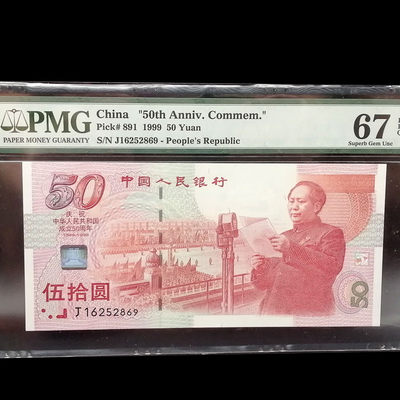 PMG
PAPER MONEY GUARANTY
China "50th Anniv. Commem."
Pick# 891 1999 50 Yuan
S/N J16252869 - People's Republic
67
Superb Gem Unc
50
中国人民银行
庆祝
中华人民共和国
成立50周年
1949-1999
伍拾圆
J16252869
50